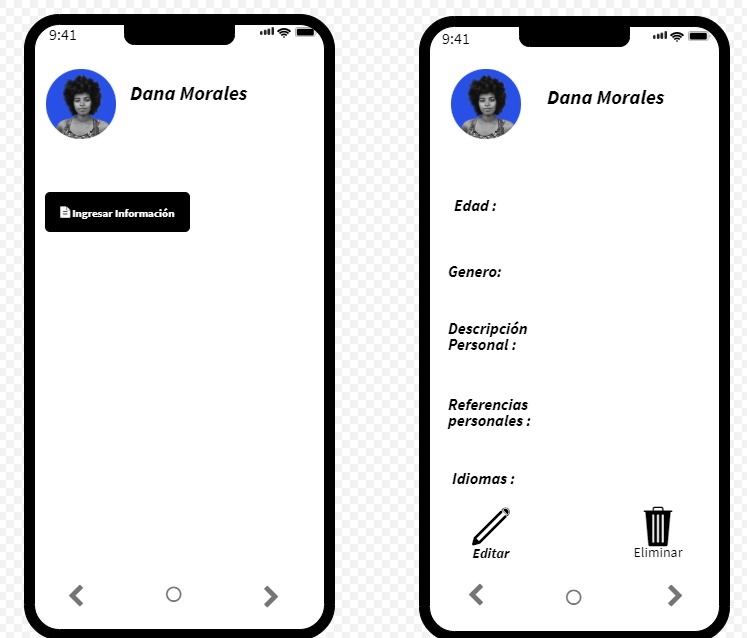 9:41
Dana Morales
Ingresar Información
9:41
Dana Morales
Edad :
Genero:
Descripción
Personal :
Referencias
personales :
Idiomas :
Editar
Eliminar